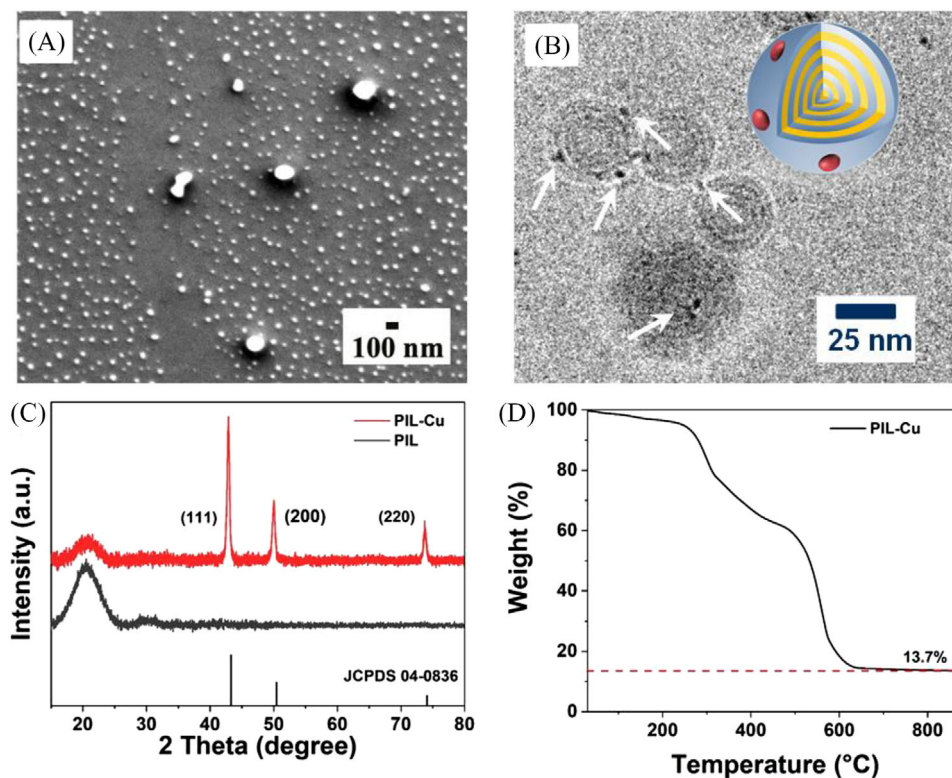 (A)
100 nm
(B)
25 nm
(C)
PIL-Cu
PIL
(111)
(200)
(220)
JCPDS 04-0836
Intensity (a.u.)
20 30 40 50 60 70 80
2 Theta (degree)
(D)
PIL-Cu
13.7%
Weight (%)
100
80
60
40
20
0
200 400 600 800
Temperature (°C)